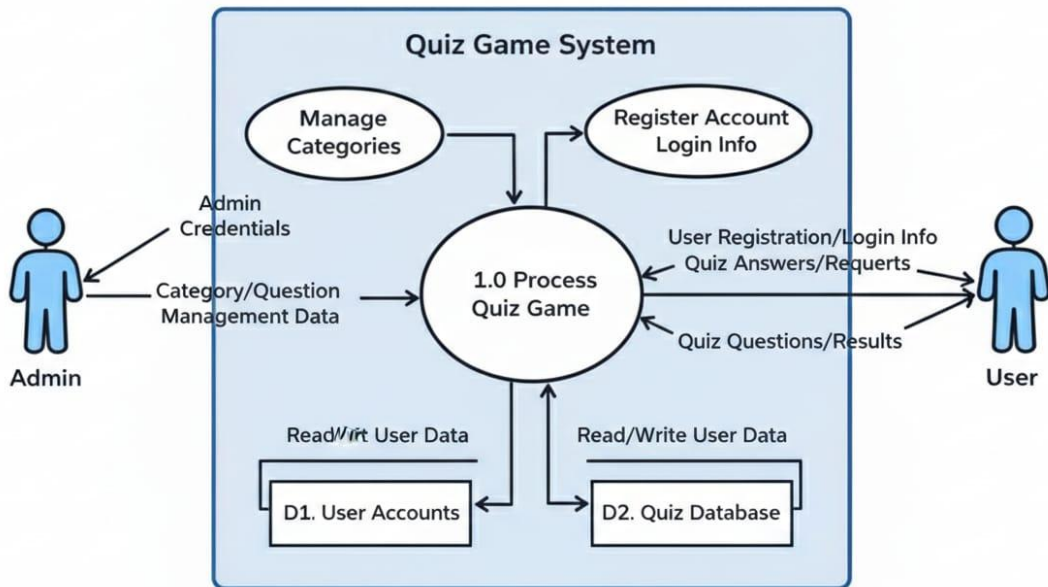 Quiz Game System
Manage
Categories
Register Account
Login Info
Admin
Credentials
Category/Question
Management Data
Admin
1.0 Process
Quiz Game
User Registration/Login Info
Quiz Answers/Requerts
Quiz Questions/Results
User
User Data
Read/Write User Data
D1. User Accounts
D2. Quiz Database